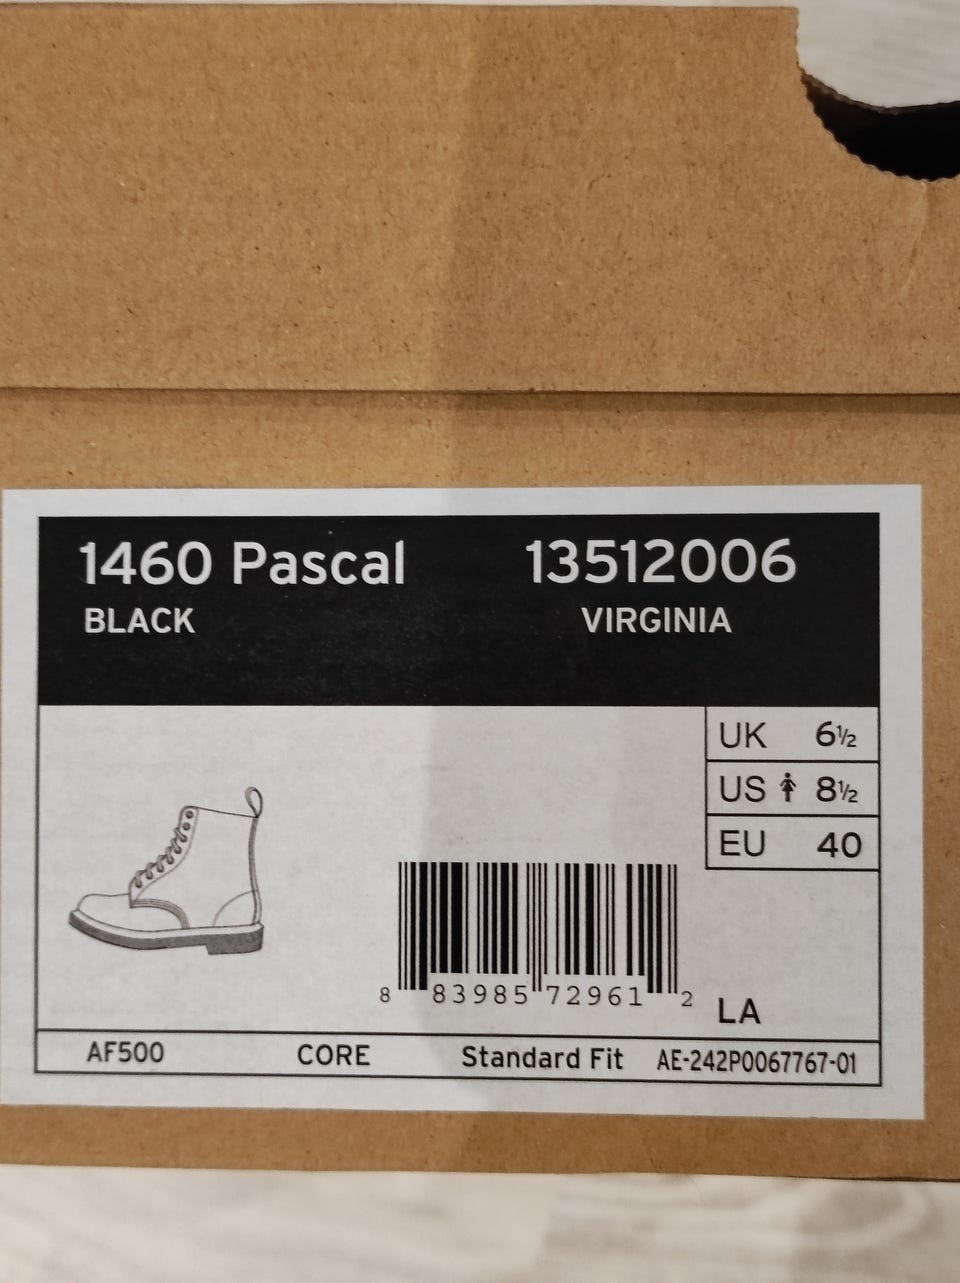 1460 Pascal 13512006
BLACK VIRGINIA
UK 6½
US 8½
EU 40
8 83985 72961 2
LA
AF500 CORE Standard Fit AE-242P0067767-01